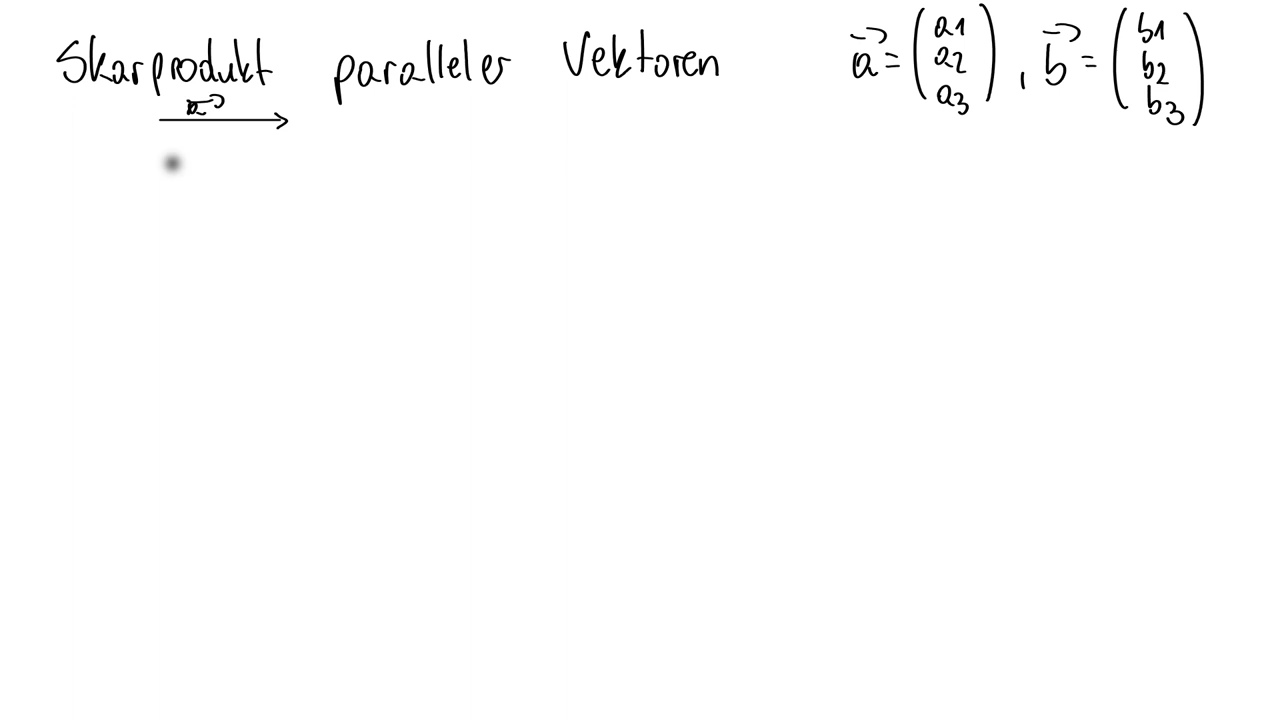 Skarprodukt paralleler Vektoren
a⃗ = (a1 a2 a3) , b⃗ = (b1 b2 b3)
a⃗